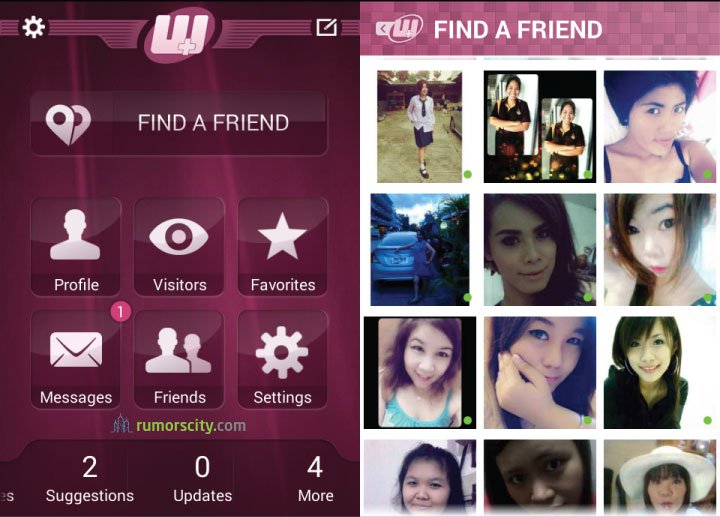 FIND A FRIEND
Profile
Visitors
Favorites
1
Messages
Friends
Settings
rumorscity.com
2
0
4
Suggestions
Updates
More
FIND A FRIEND